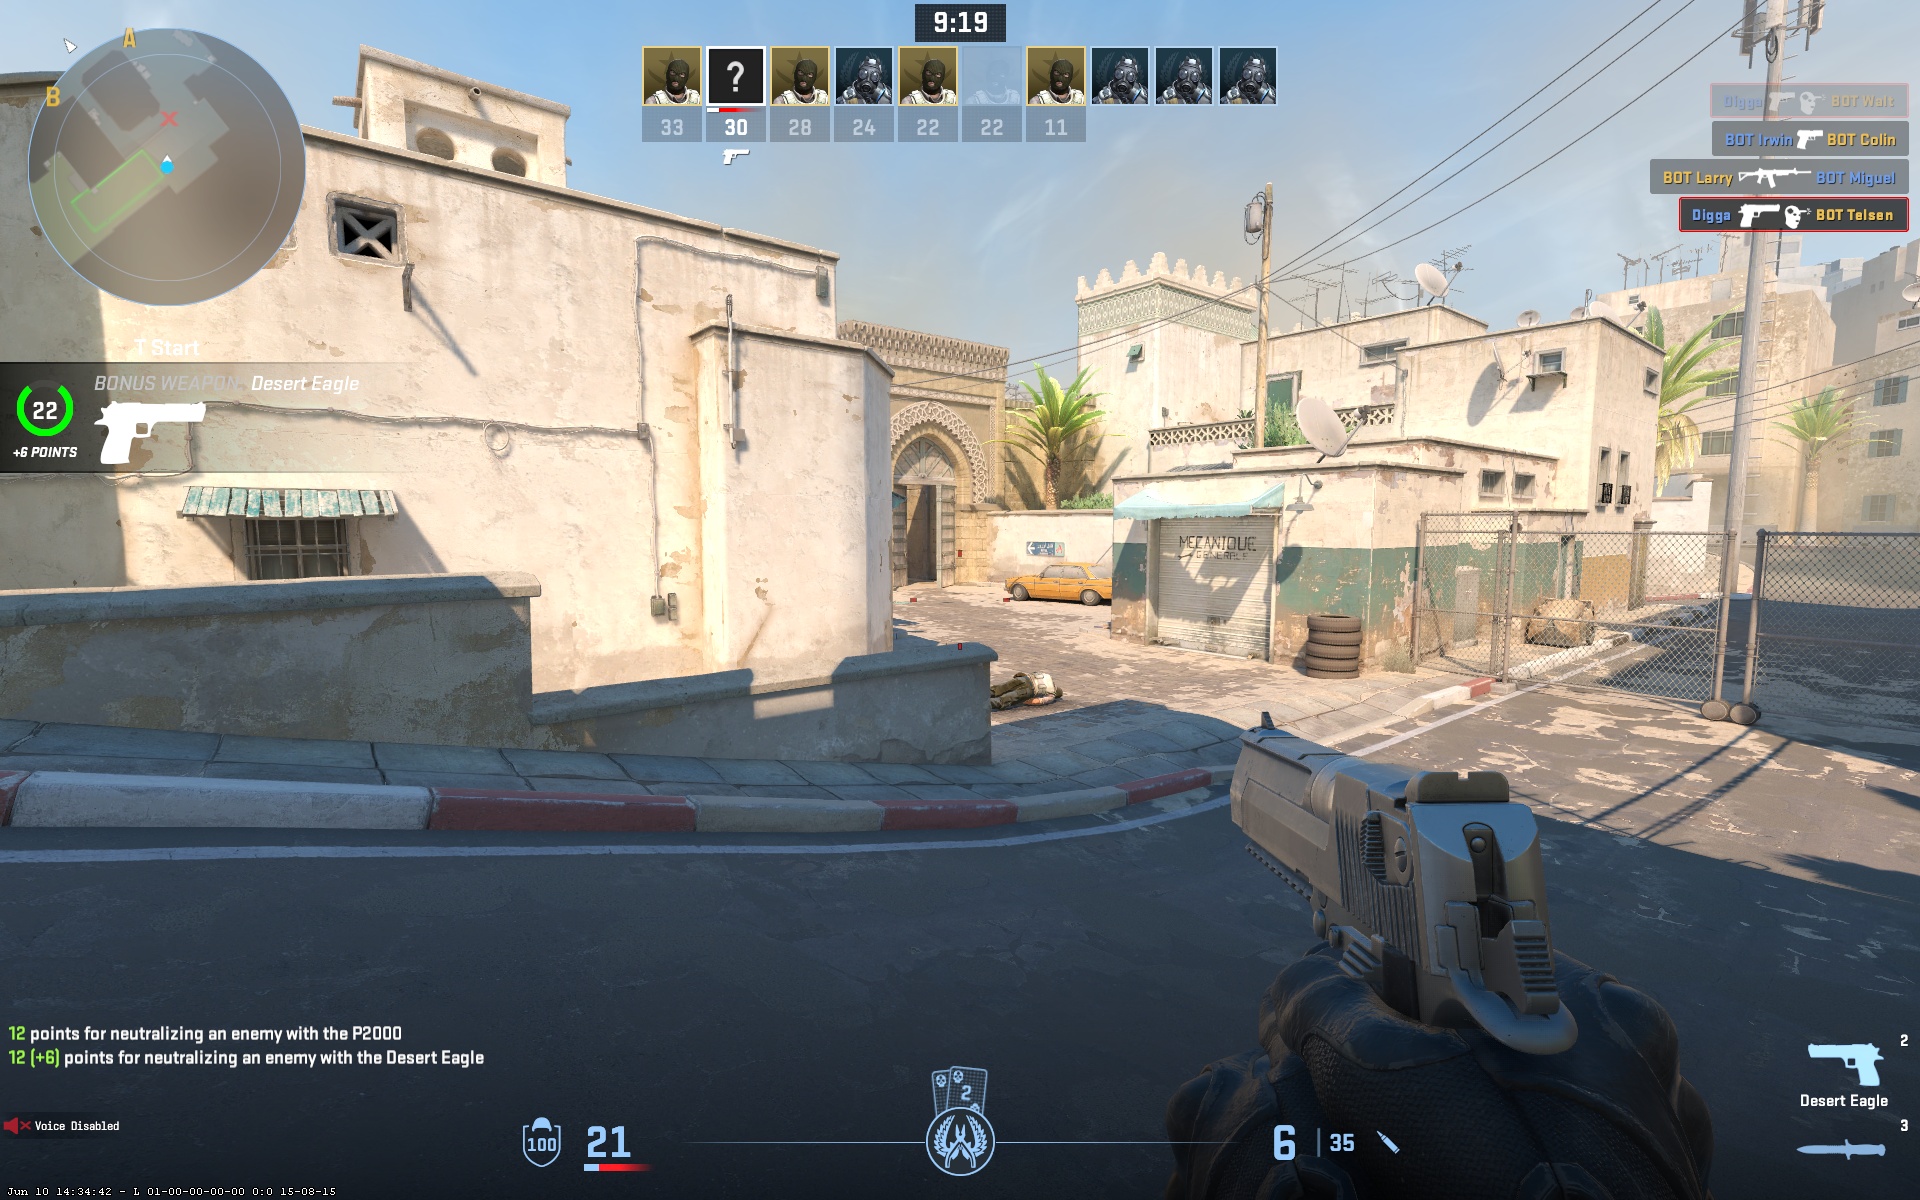 9:19
A
B
?
33 30 28 24 22 22 11
Digga BOT Walt
BOT Irwin BOT Colin
BOT Larry BOT Miguel
Digga BOT Telsen
T Start
BONUS WEAPON: Desert Eagle
22
+6 POINTS
MECANIQUE
GENERALE
12 points for neutralizing an enemy with the P2000
12 (+6) points for neutralizing an enemy with the Desert Eagle
2
Desert Eagle
3
Voice Disabled
100 21
2
6 35
Jun 10 14:34:42 - L 01-00-00-00-00 0:0 15-08-15